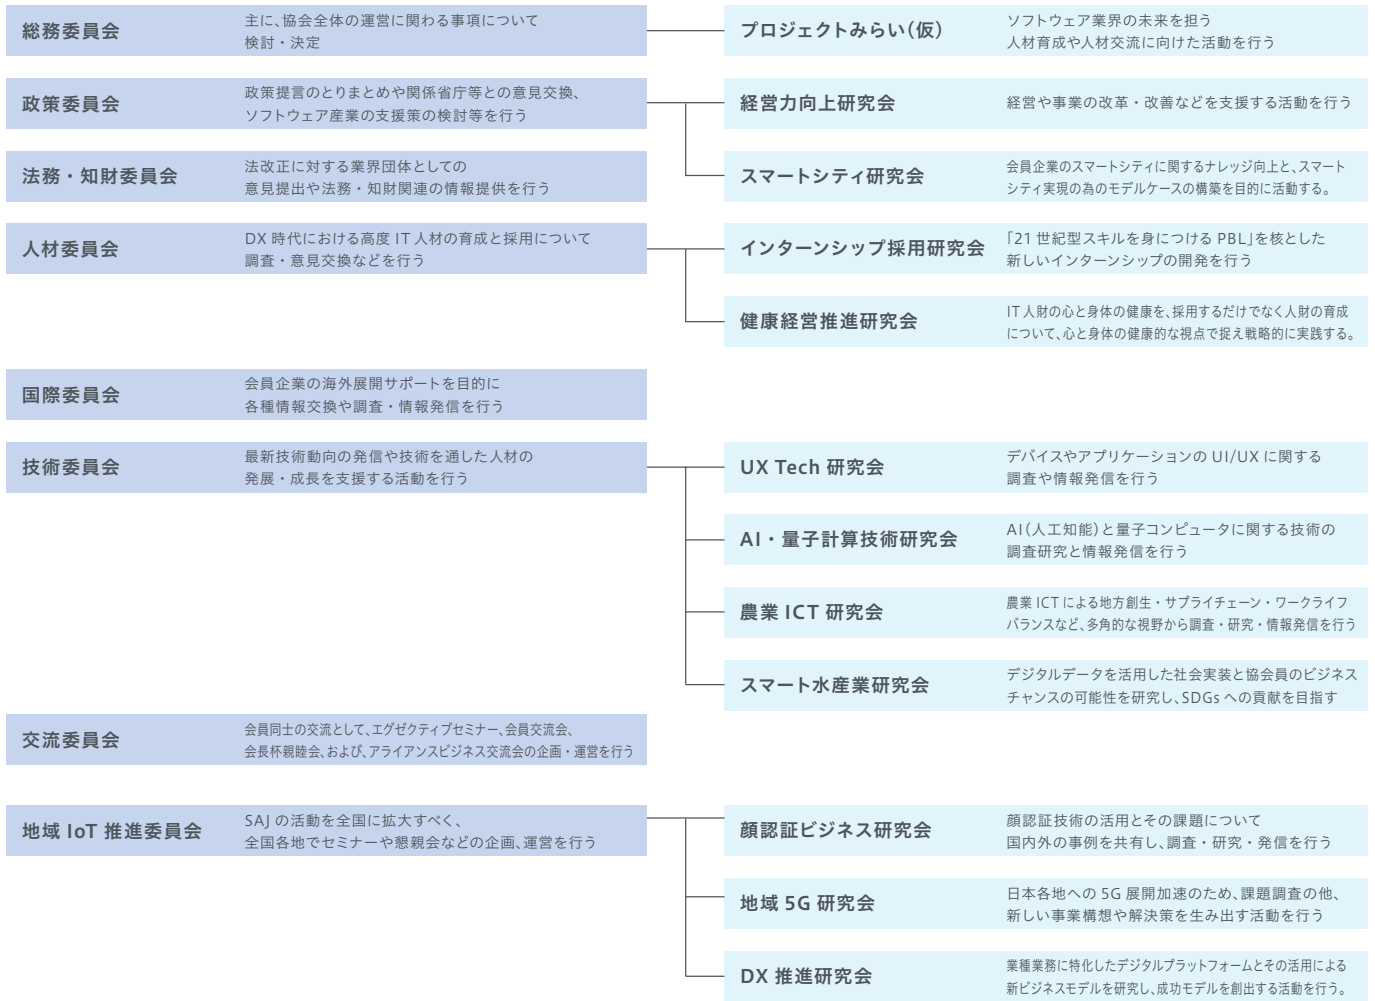 総務委員会
主に、協会全体の運営に関わる事項について
検討・決定
プロジェクトみらい（仮）
ソフトウェア業界の未来を担う
人材育成や人材交流に向けた活動を行う
政策委員会
政策提言のとりまとめや関係省庁等との意見交換、
ソフトウェア産業の支援策の検討等を行う
経営力向上研究会
経営や事業の改革・改善などを支援する活動を行う
法務・知財委員会
法改正に対する業界団体としての
意見提出や法務・知財関連の情報提供を行う
スマートシティ研究会
会員企業のスマートシティに関するナレッジ向上と、スマート
シティ実現の為のモデルケースの構築を目的に活動する。
人材委員会
DX 時代における高度 IT 人材の育成と採用について
調査・意見交換などを行う
インターンシップ採用研究会
「21 世紀型スキルを身につける PBL」を核とした
新しいインターンシップの開発を行う
健康経営推進研究会
IT 人財の心と身体の健康を、採用するだけでなく人財の育成
について、心と身体の健康的な視点で捉え戦略的に実践する。
国際委員会
会員企業の海外展開サポートを目的に
各種情報交換や調査・情報発信を行う
技術委員会
最新技術動向の発信や技術を通した人材の
発展・成長を支援する活動を行う
UX Tech 研究会
デバイスやアプリケーションの UI/UX に関する
調査や情報発信を行う
AI・量子計算技術研究会
AI（人工知能）と量子コンピュータに関する技術の
調査研究と情報発信を行う
農業 ICT 研究会
農業 ICT による地方創生・サプライチェーン・ワークライフ
バランスなど、多角的な視野から調査・研究・情報発信を行う
スマート水産業研究会
デジタルデータを活用した社会実装と協会員のビジネス
チャンスの可能性を研究し、SDGs への貢献を目指す
交流委員会
会員同士の交流として、エグゼクティブセミナー、会員交流会、
会長杯親睦会、および、アライアンスビジネス交流会の企画・運営を行う
地域 IoT 推進委員会
SAJ の活動を全国に拡大すべく、
全国各地でセミナーや懇親会などの企画、運営を行う
顔認証ビジネス研究会
顔認証技術の活用とその課題について
国内外の事例を共有し、調査・研究・発信を行う
地域 5G 研究会
日本各地への 5G 展開加速のため、課題調査の他、
新しい事業構想や解決策を生み出す活動を行う
DX 推進研究会
業種業務に特化したデジタルプラットフォームとその活用による
新ビジネスモデルを研究し、成功モデルを創出する活動を行う。